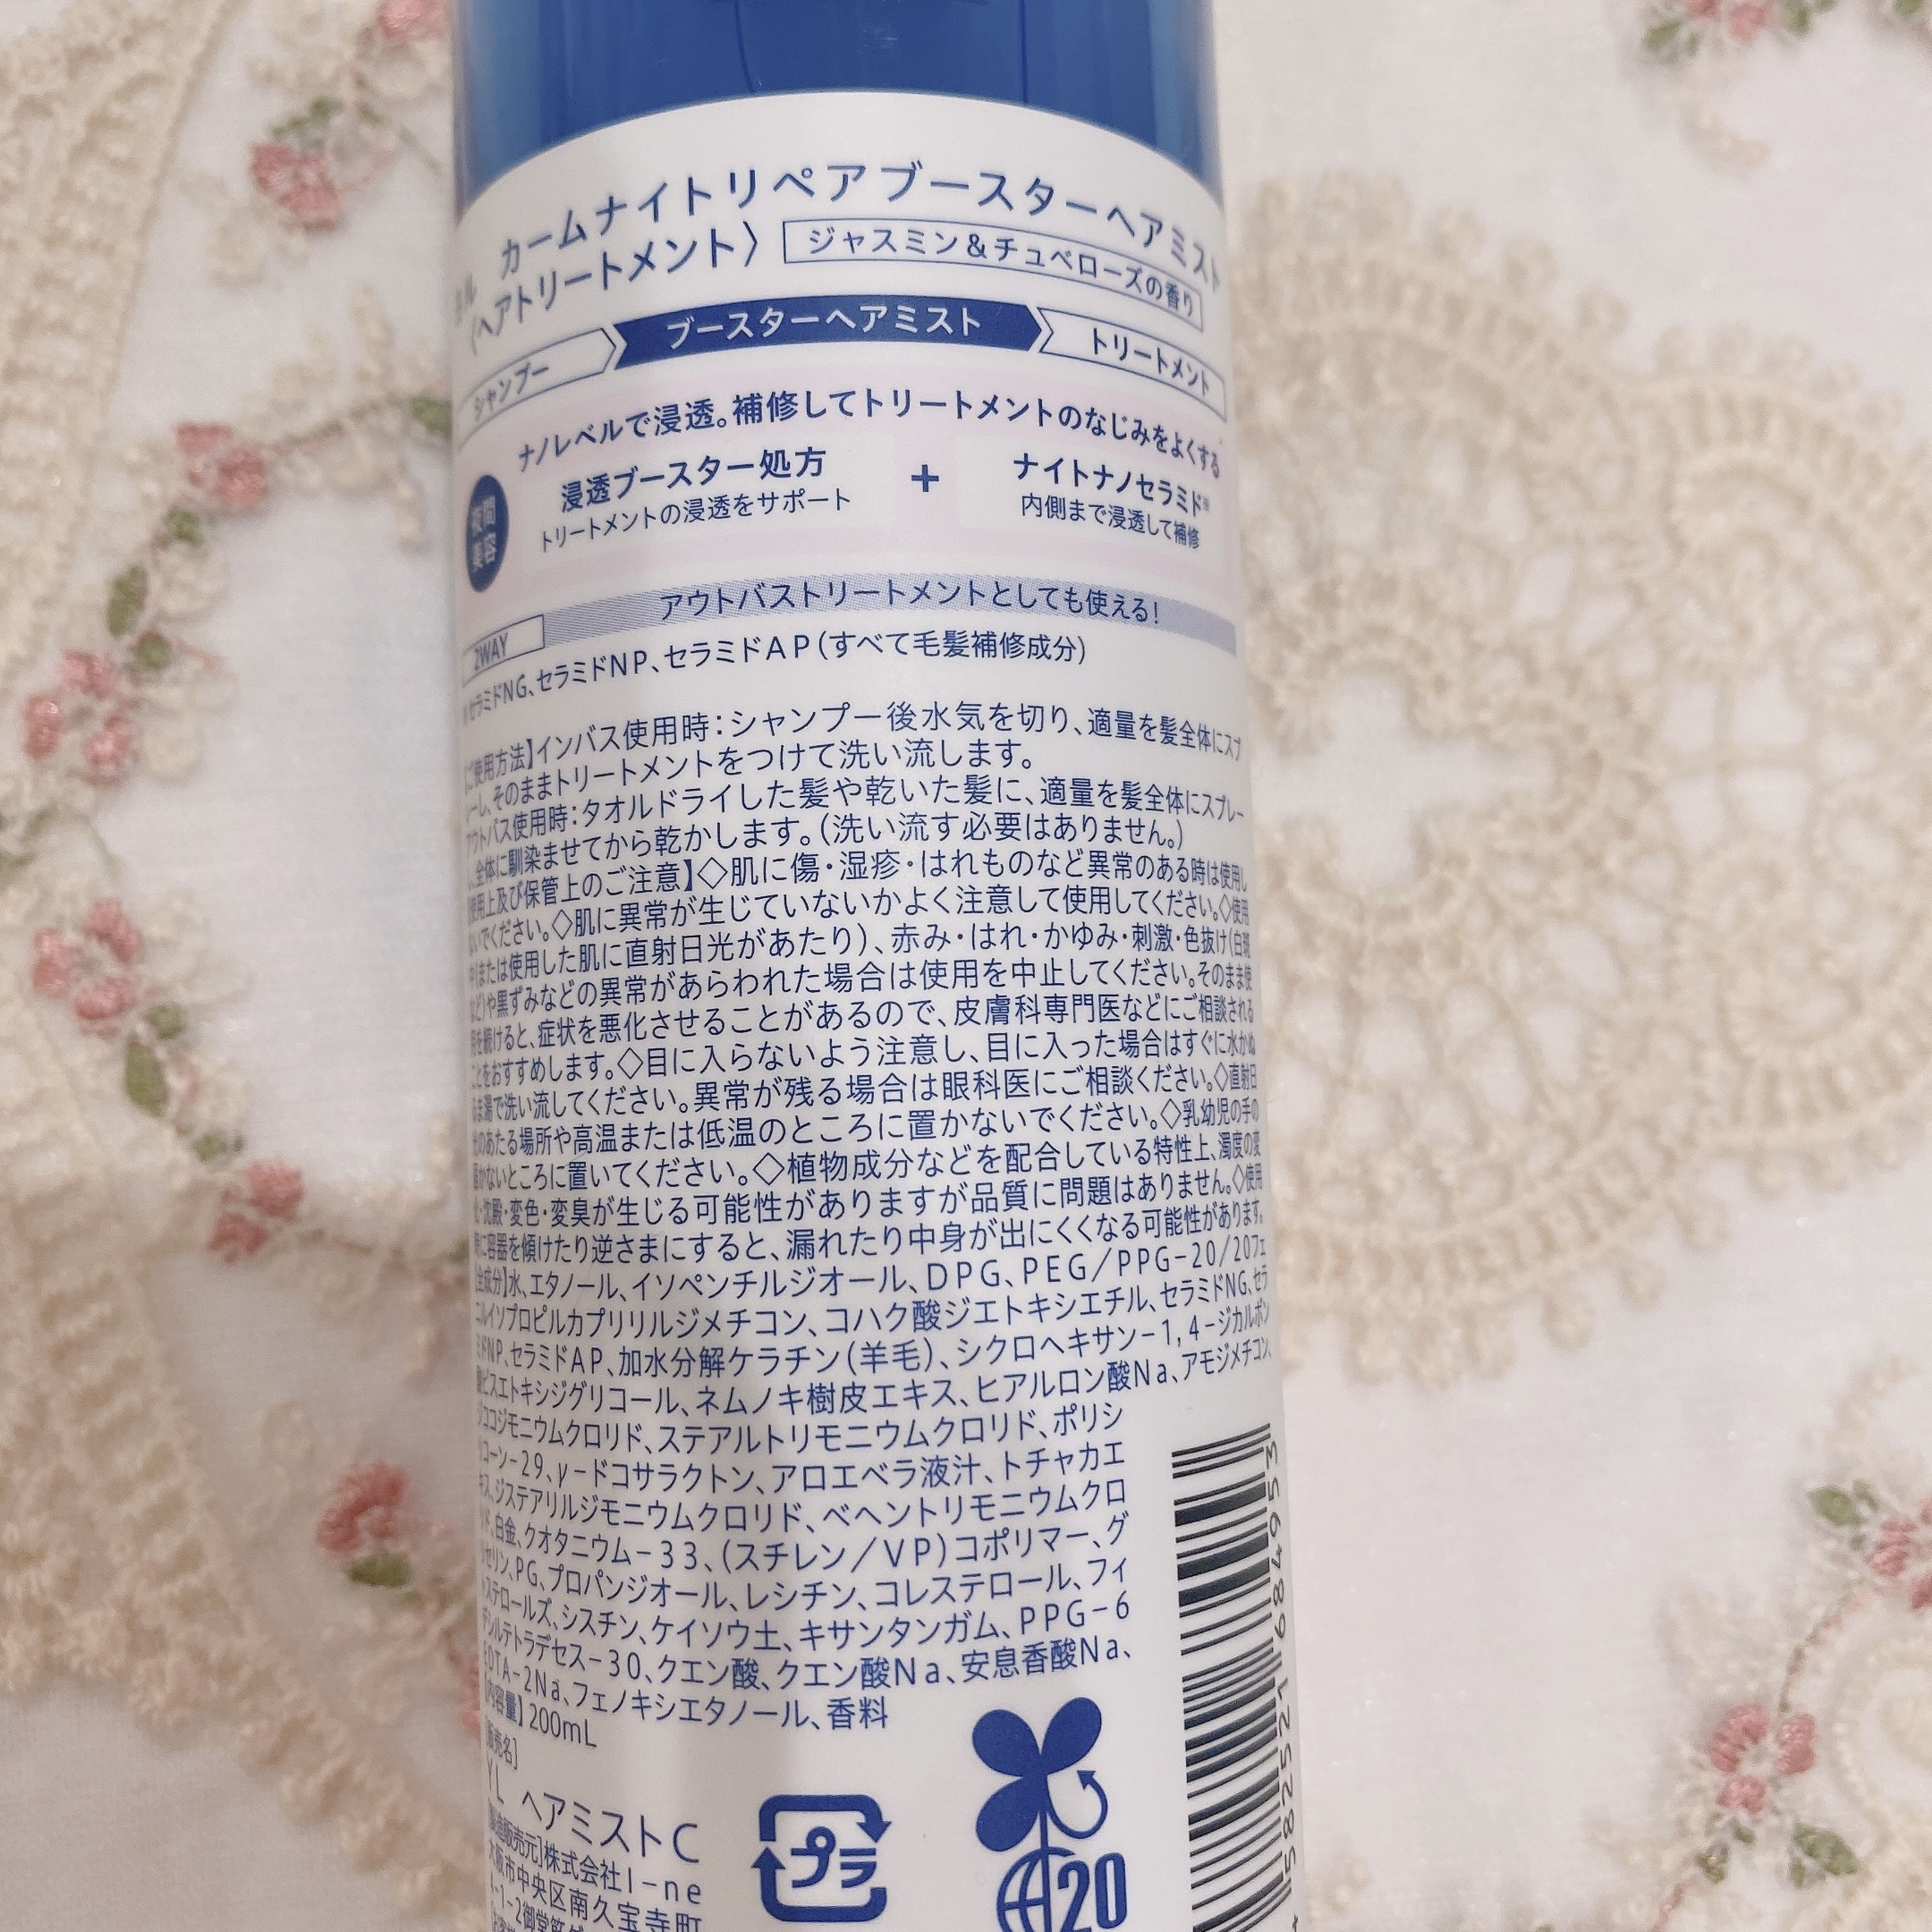 ル カームナイトリペアブースターヘアミスト
〈ヘアトリートメント〉 ジャスミン&チュベローズの香り
シャンプー ブースターヘアミスト トリートメント
ナノレベルで浸透。補修してトリートメントのなじみをよくする
夜間美容
浸透ブースター処方 + ナイトナノセラミド※
トリートメントの浸透をサポート 内側まで浸透して補修
2WAY アウトバストリートメントとしても使える!
※セラミドNG、セラミドNP、セラミドAP(すべて毛髪補修成分)
【ご使用方法】インバス使用時:シャンプー後水気を切り、適量を髪全体にスプ
レーし、そのままトリートメントをつけて洗い流します。
アウトバス使用時:タオルドライした髪や乾いた髪に、適量を髪全体にスプレー
し、全体に馴染ませてから乾かします。(洗い流す必要はありません。)
【使用上及び保管上のご注意】◇肌に傷・湿疹・はれものなど異常のある時は使用し
ないでください。◇肌に異常が生じていないかよく注意して使用してください。◇使用
中(または使用した肌に直射日光があたり)、赤み・はれ・かゆみ・刺激・色抜け(白斑
など)や黒ずみなどの異常があらわれた場合は使用を中止してください。そのまま使
用を続けると、症状を悪化させることがあるので、皮膚科専門医などにご相談される
ことをおすすめします。◇目に入らないよう注意し、目に入った場合はすぐに水かぬ
るま湯で洗い流してください。異常が残る場合は眼科医にご相談ください。◇直射日
光のあたる場所や高温または低温のところに置かないでください。◇乳幼児の手の
届かないところに置いてください。◇植物成分などを配合している特性上、濁度の変
化・沈殿・変色・変臭が生じる可能性がありますが品質に問題はありません。◇使用
時に容器を傾けたり逆さまにすると、漏れたり中身が出にくくなる可能性があります。
【全成分】水、エタノール、イソペンチルジオール、DPG、PEG/PPG-20/20フェ
ニルイソプロピルカプリリルジメチコン、コハク酸ジエトキシエチル、セラミドNG、セラ
ミドNP、セラミドAP、加水分解ケラチン(羊毛)、シクロヘキサン-1,4-ジカルボン
酸ビスエトキシジグリコール、ネムノキ樹皮エキス、ヒアルロン酸Na、アモジメチコン、
ジココジモニウムクロリド、ステアルトリモニウムクロリド、ポリシ
リコーン-29、γ-ドコサラクトン、アロエベラ液汁、トチャカエ
キス、ジステアリルジモニウムクロリド、ベヘントリモニウムクロ
リド、白金、クオタニウム-33、(スチレン/VP)コポリマー、グ
リセリン、PG、プロパンジオール、レシチン、コレステロール、フィ
トステロールズ、シスチン、ケイソウ土、キサンタンガム、PPG-6
デシルテトラデセス-30、クエン酸、クエン酸Na、安息香酸Na、
EDTA-2Na、フェノキシエタノール、香料
【内容量】200mL
[販売名]
YL ヘアミストC
[製造販売元]株式会社I-ne
大阪市中央区南久宝寺町
4-1-2御堂筋
プラ
20
4582521684953